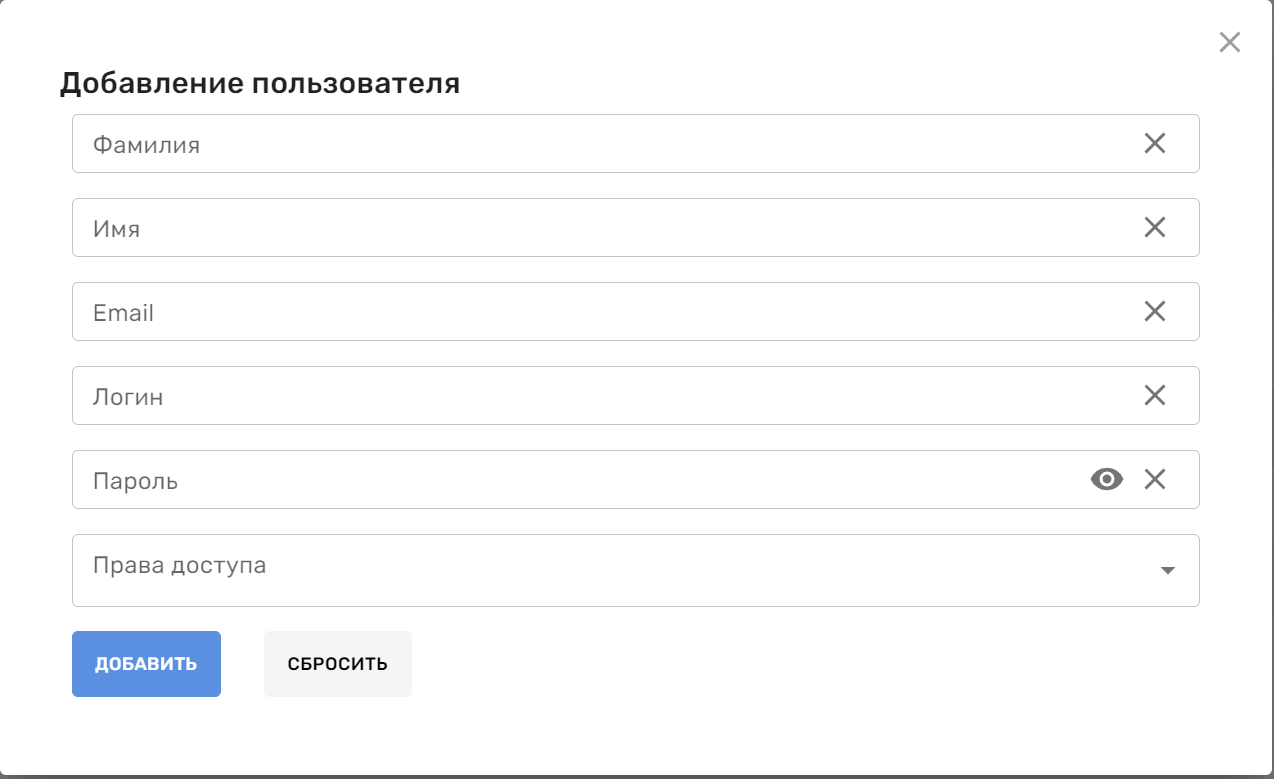 Добавление пользователя
Фамилия
Имя
Email
Логин
Пароль
Права доступа
ДОБАВИТЬ
СБРОСИТЬ